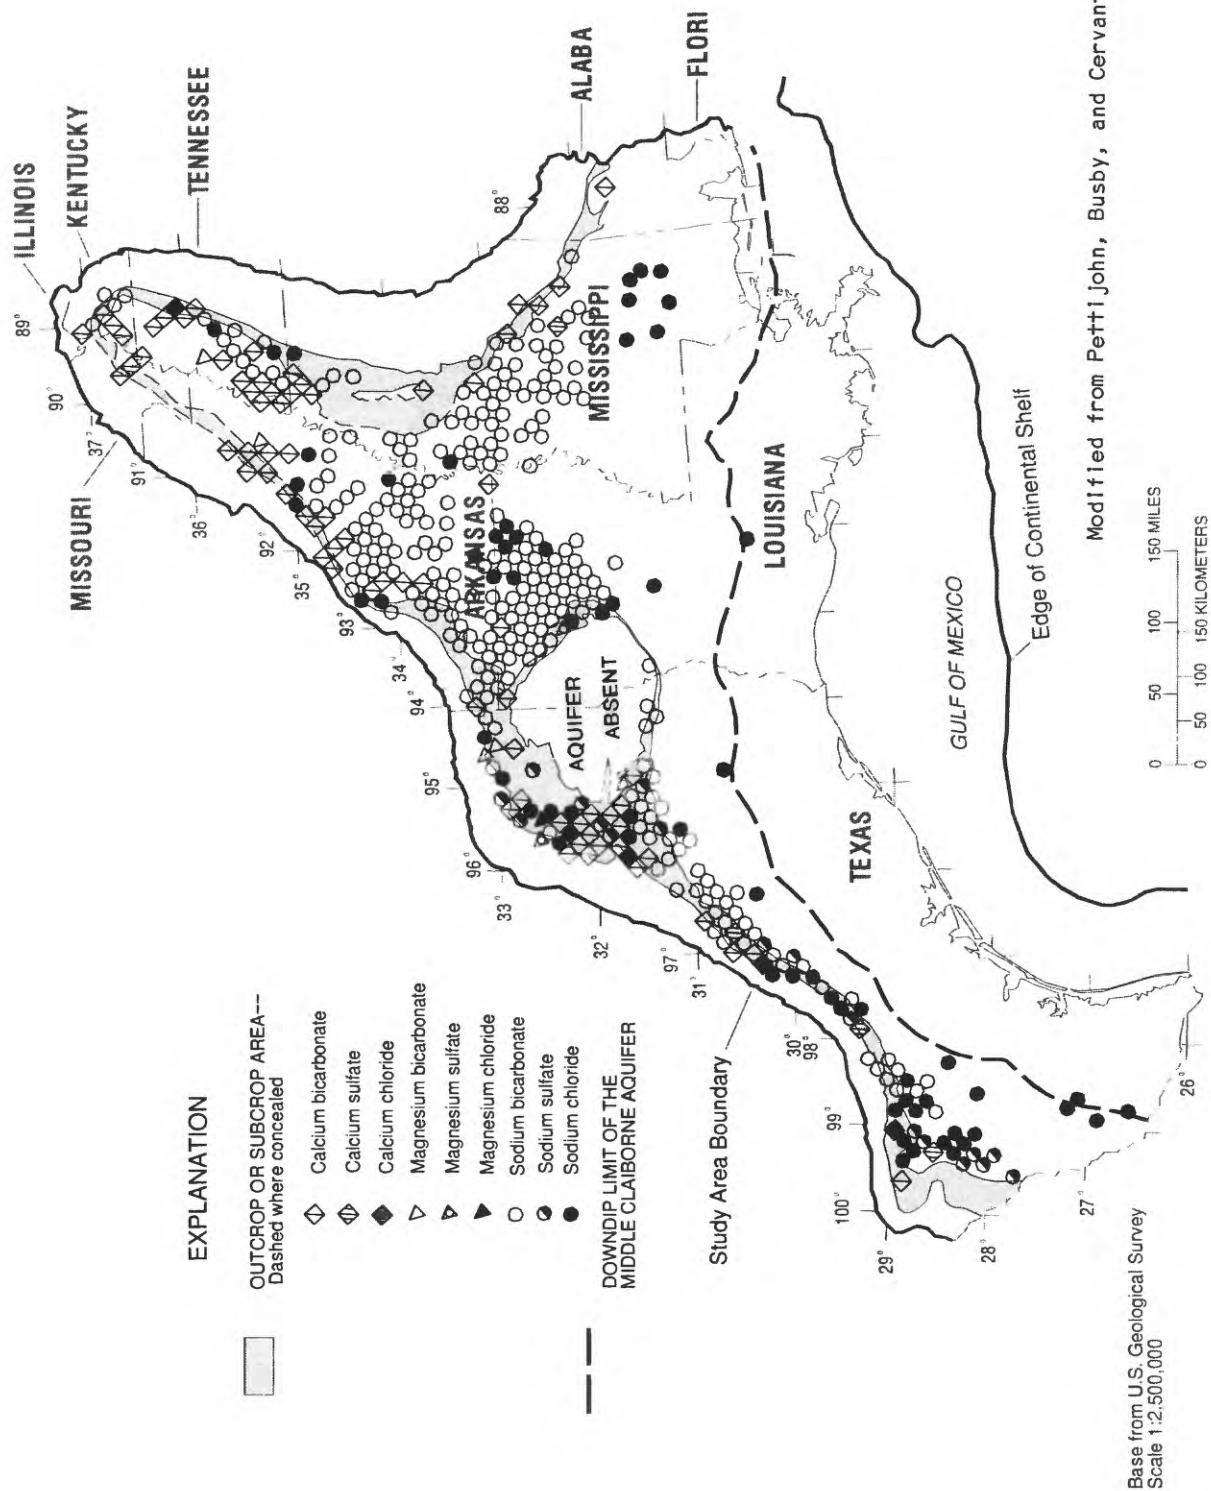 EXPLANATION
OUTCROP OR SUBCROP AREA--
Dashed where concealed
Calcium bicarbonate
Calcium sulfate
Calcium chloride
Magnesium bicarbonate
Magnesium sulfate
Magnesium chloride
Sodium bicarbonate
Sodium sulfate
Sodium chloride
DOWNDIP LIMIT OF THE
MIDDLE CLAIBORNE AQUIFER
Study Area Boundary
ILLINOIS
KENTUCKY
TENNESSEE
MISSOURI
ALABA
FLORI
MISSISSIPPI
ARKANSAS
LOUISIANA
TEXAS
AQUIFER
ABSENT
GULF OF MEXICO
Edge of Continental Shelf
88°
89°
90°
37°
91°
36°
92°
35°
93°
34°
94°
95°
96°
33°
32°
97°
31°
30°
98°
99°
100°
29°
28°
27°
26°
0 50 100 150 MILES
0 50 100 150 KILOMETERS
Modified from Pettijohn, Busby, and Cervan
Base from U.S. Geological Survey
Scale 1:2,500,000